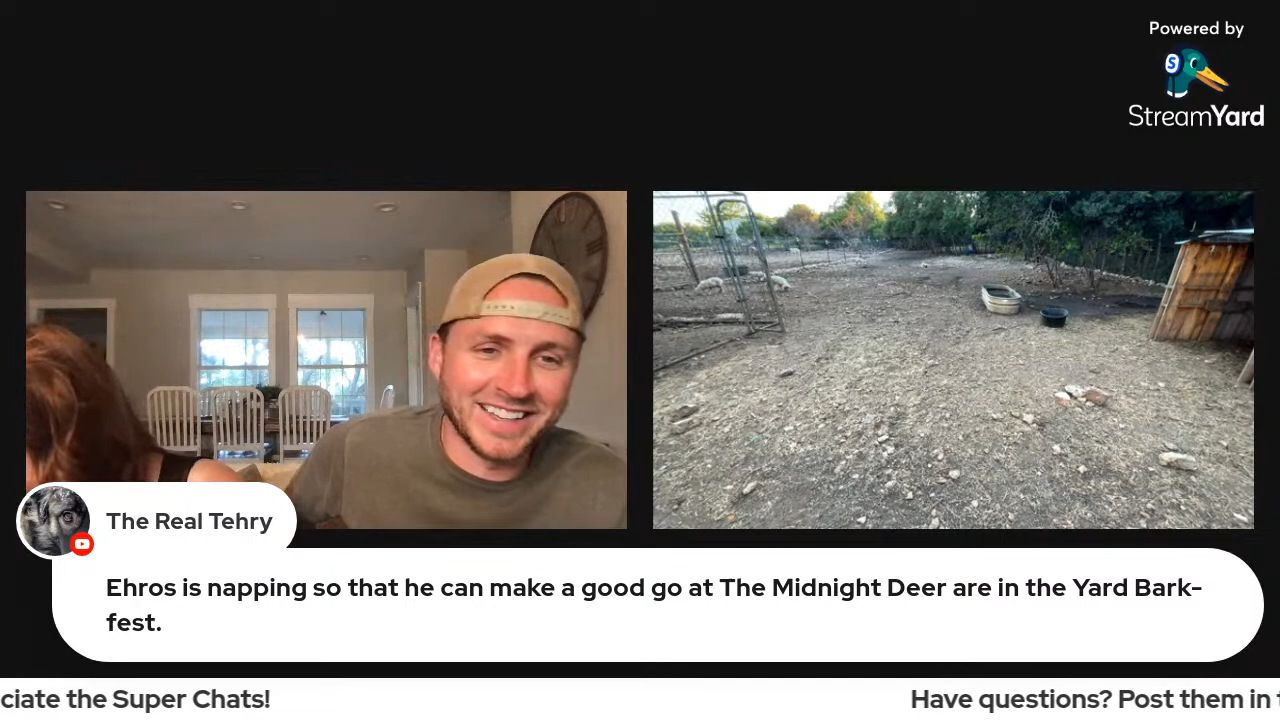 Powered by
S
StreamYard
The Real Tehry
Ehros is napping so that he can make a good go at The Midnight Deer are in the Yard Bark-
fest.
ciate the Super Chats!
Have questions? Post them in